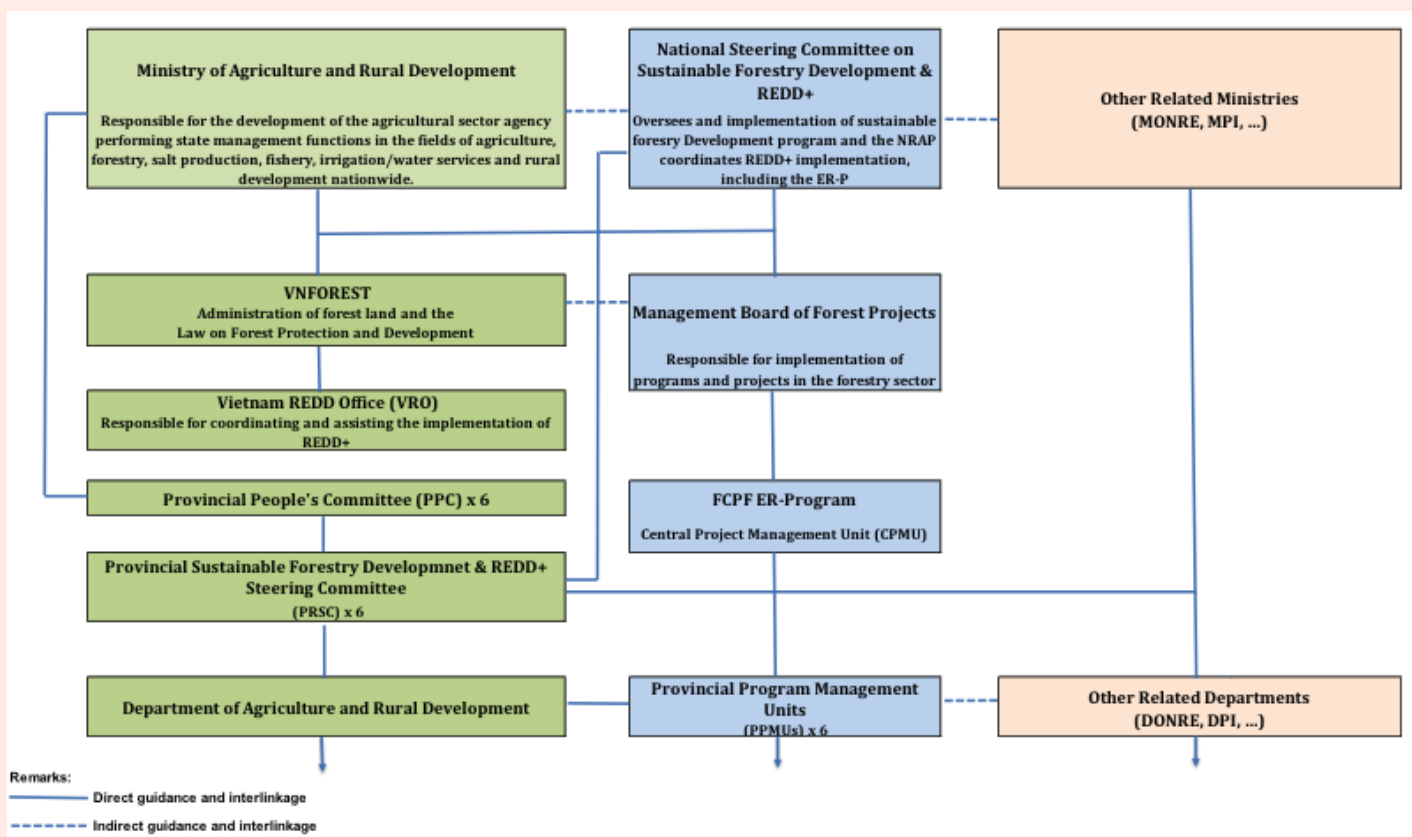 Ministry of Agriculture and Rural Development
Responsible for the development of the agricultural sector agency
performing state management functions in the fields of agriculture,
forestry, salt production, fishery, irrigation/water services and rural
development nationwide.
National Steering Committee on
Sustainable Forestry Development &
REDD+
Oversees and implementation of sustainable
foresry Development program and the NRAP
coordinates REDD+ implementation,
including the ER-P
Other Related Ministries
(MONRE, MPI, ...)
VNFOREST
Administration of forest land and the
Law on Forest Protection and Development
Management Board of Forest Projects
Responsible for implementation of
programs and projects in the forestry sector
Vietnam REDD Office (VRO)
Responsible for coordinating and assisting the implementation of
REDD+
Provincial People's Committee (PPC) x 6
FCPF ER-Program
Central Project Management Unit (CPMU)
Provincial Sustainable Forestry Developmnet & REDD+
Steering Committee
(PRSC) x 6
Department of Agriculture and Rural Development
Provincial Program Management
Units
(PPMUs) x 6
Other Related Departments
(DONRE, DPI, ...)
Remarks:
Direct guidance and interlinkage
Indirect guidance and interlinkage